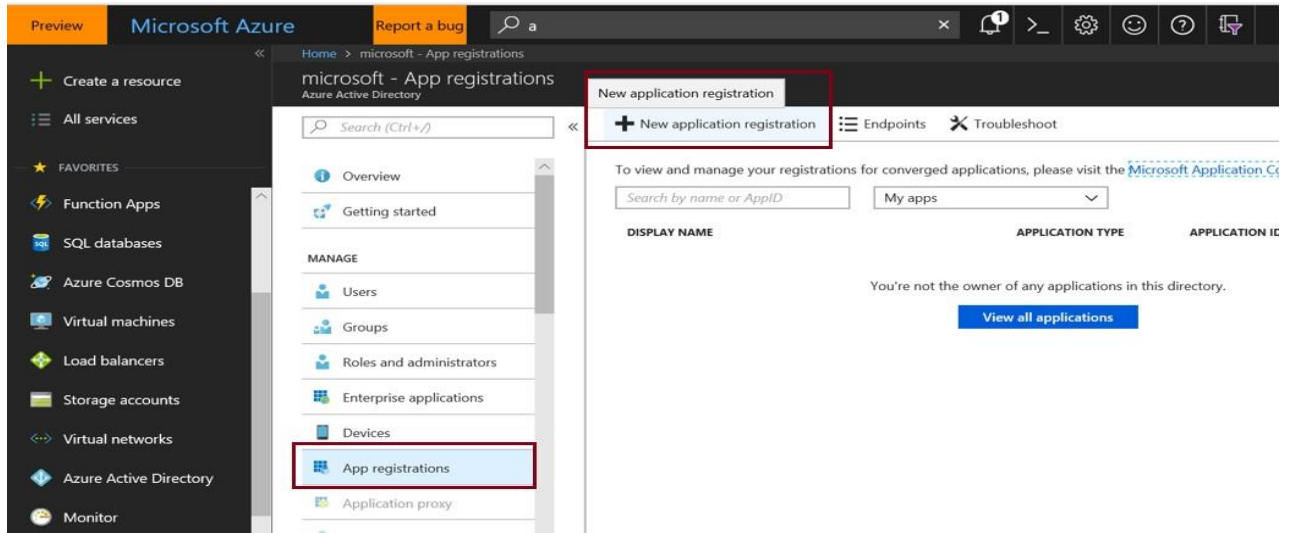 Preview
Microsoft Azure
Report a bug
a
1
Home > microsoft - App registrations
microsoft - App registrations
Azure Active Directory
Create a resource
All services
FAVORITES
Function Apps
SQL databases
Azure Cosmos DB
Virtual machines
Load balancers
Storage accounts
Virtual networks
Azure Active Directory
Monitor
Search (Ctrl+/)
Overview
Getting started
MANAGE
Users
Groups
Roles and administrators
Enterprise applications
Devices
App registrations
Application proxy
New application registration
New application registration
Endpoints
Troubleshoot
To view and manage your registrations for converged applications, please visit the Microsoft Application Co
Search by name or AppID
My apps
DISPLAY NAME
APPLICATION TYPE
APPLICATION ID
You're not the owner of any applications in this directory.
View all applications